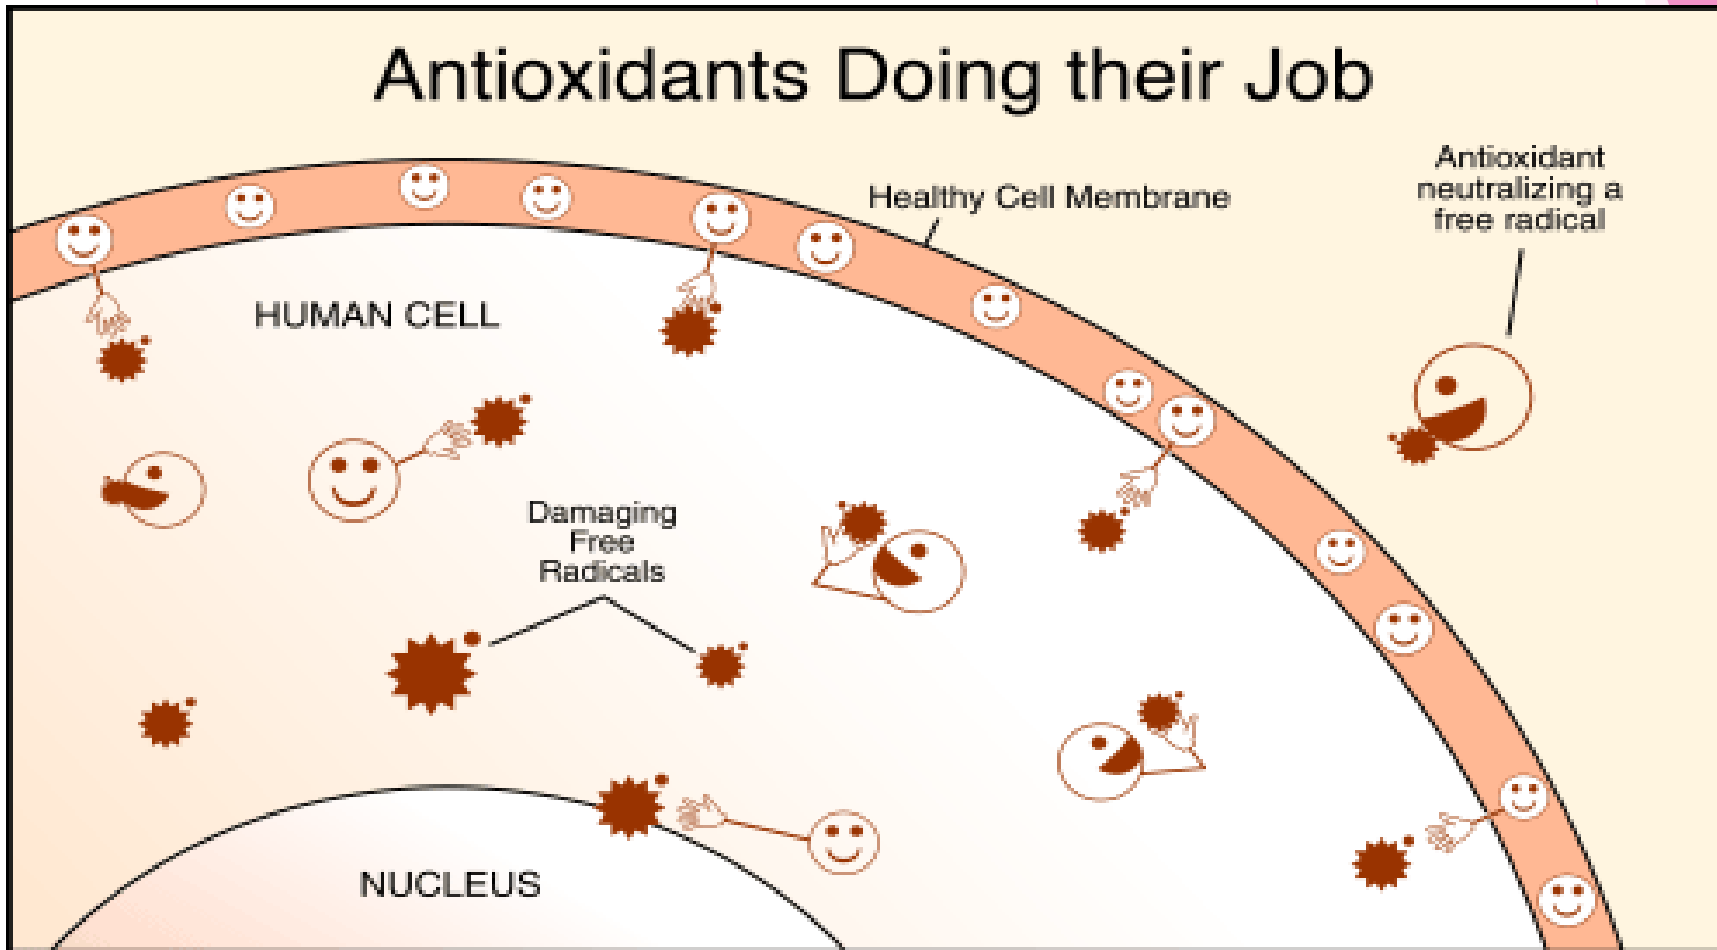 Antioxidants Doing their Job
Antioxidant
neutralizing a
free radical
Healthy Cell Membrane
HUMAN CELL
Damaging
Free
Radicals
NUCLEUS